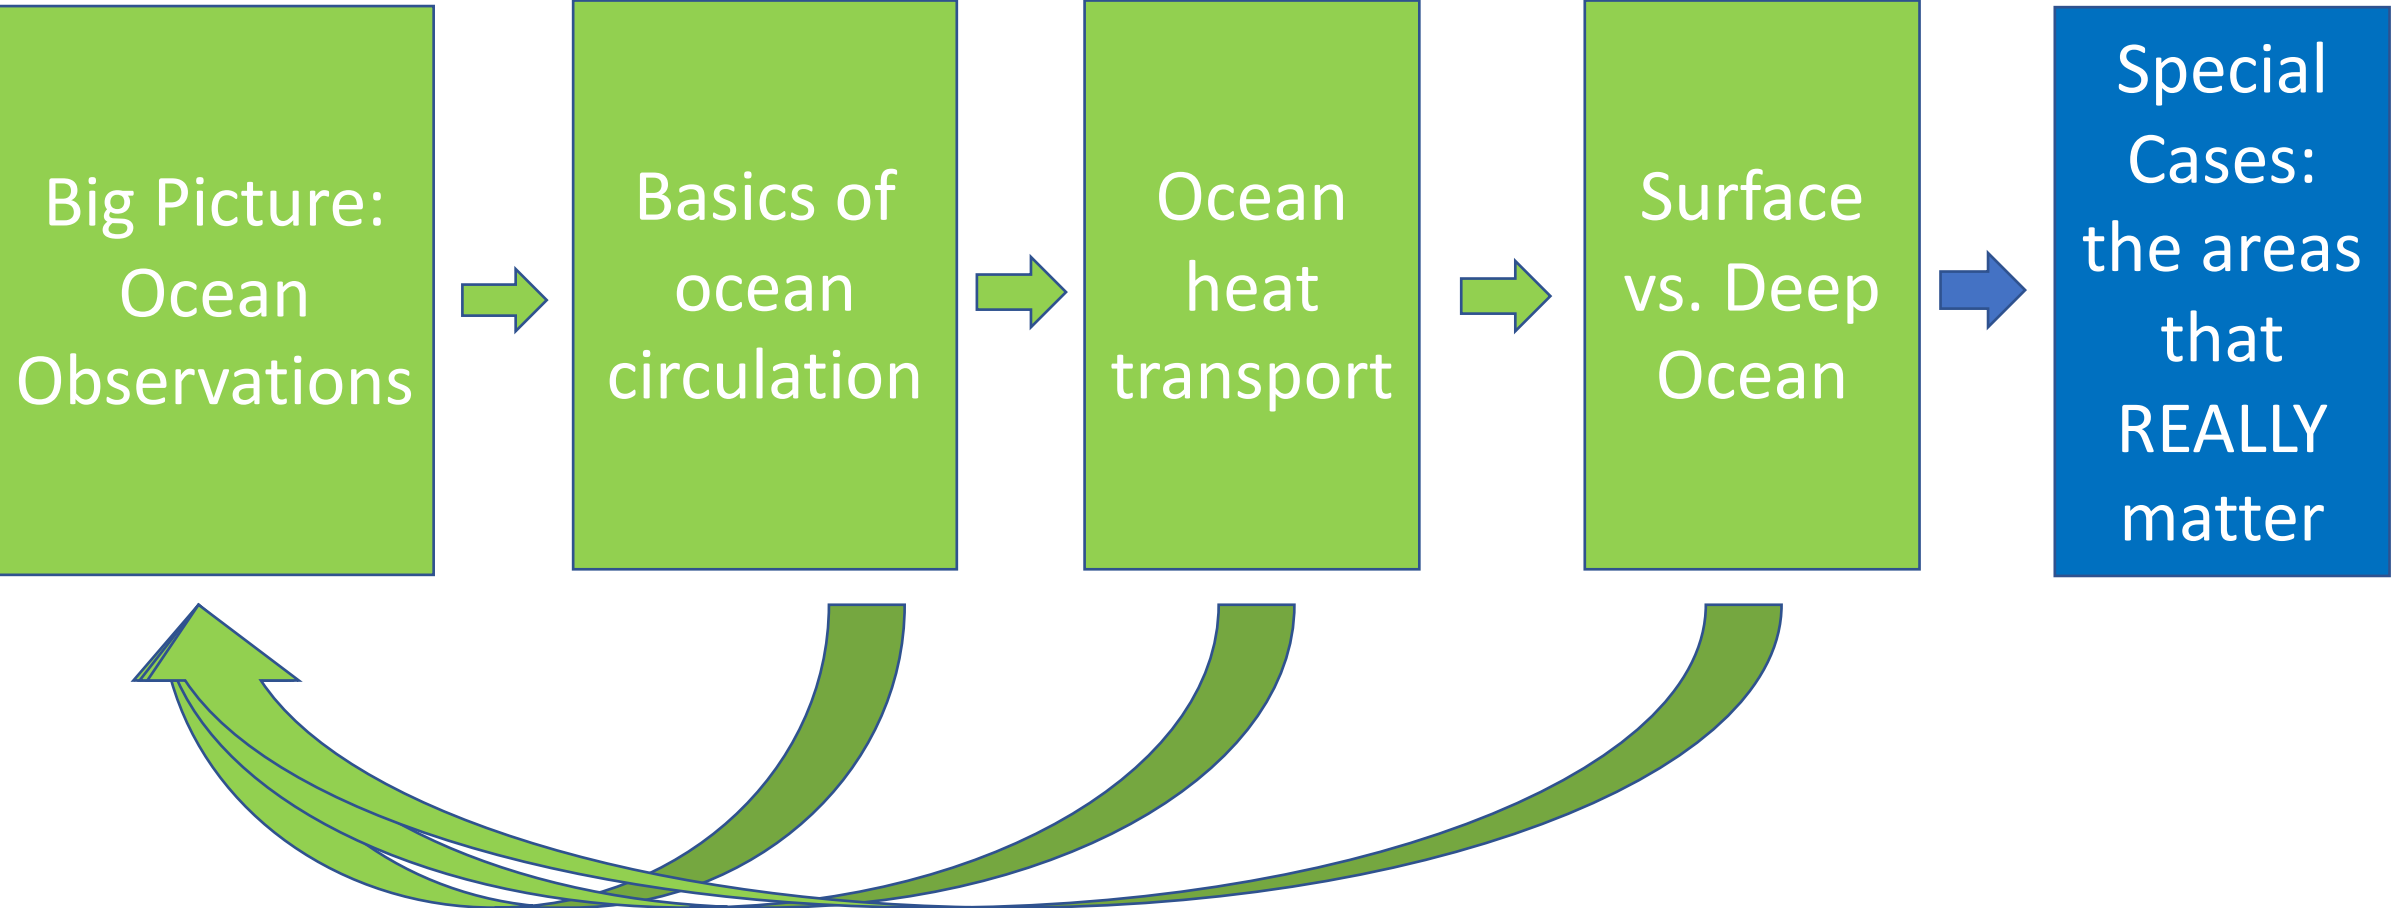 Big Picture:
Ocean
Observations
Basics of
ocean
circulation
Ocean
heat
transport
Surface
vs. Deep
Ocean
Special
Cases:
the areas
that
REALLY
matter